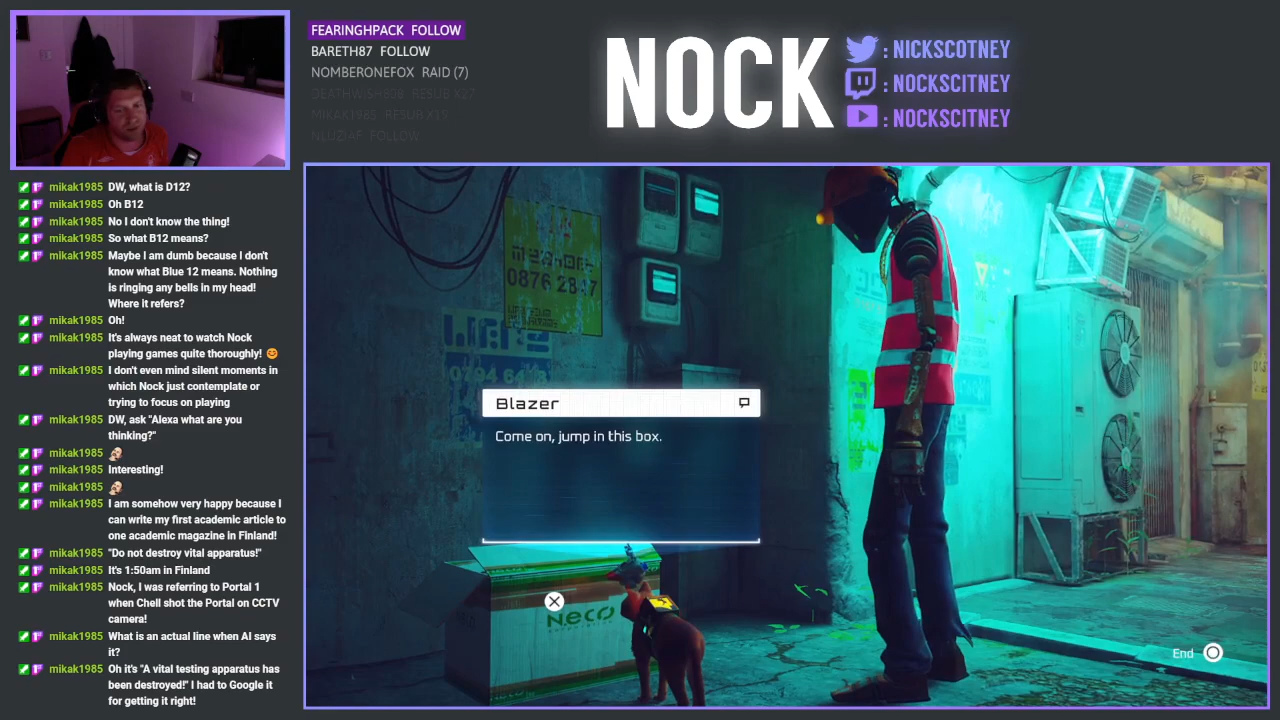 FEARINGHPACK FOLLOW
BARETH87 FOLLOW
NOMBERONEFOX RAID (7)
DEATHWISH808 RESUB X27
MIKAK1985 RESUB X19
FOLLOW
NOCK
: NICKSCOTNEY
: NOCKSCITNEY
: NOCKSCITNEY
mikak1985 DW, what is D12?
mikak1985 Oh B12
mikak1985 No I don't know the thing!
mikak1985 So what B12 means?
mikak1985 Maybe I am dumb because I don't
know what Blue 12 means. Nothing
is ringing any bells in my head!
Where it refers?
mikak1985 Oh!
mikak1985 It's always neat to watch Nock
playing games quite thoroughly!
mikak1985 I don't even mind silent moments in
which Nock just contemplate or
trying to focus on playing
mikak1985 DW, ask "Alexa what are you
thinking?"
mikak1985
mikak1985 Interesting!
mikak1985
mikak1985 I am somehow very happy because I
can write my first academic article to
one academic magazine in Finland!
mikak1985 "Do not destroy vital apparatus!"
mikak1985 It's 1:50am in Finland
mikak1985 Nock, I was referring to Portal 1
when Chell shot the Portal on CCTV
camera!
mikak1985 What is an actual line when AI says
it?
mikak1985 Oh it's "A vital testing apparatus has
been destroyed!" I had to Google it
for getting it right!
0876 2847
Blazer
Come on, jump in this box.
Neco
End